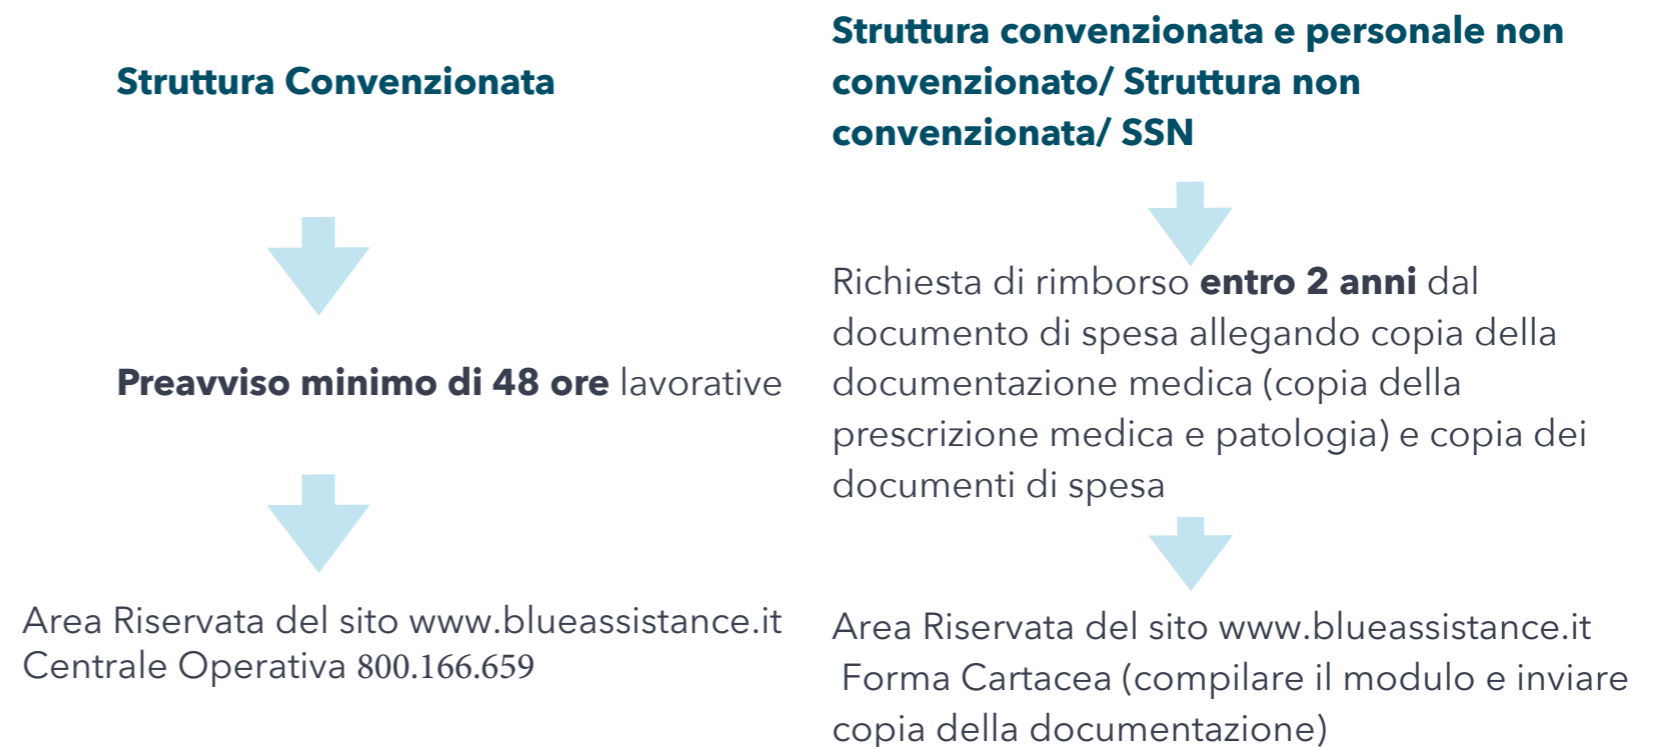 Struttura Convenzionata
Preavviso minimo di 48 ore lavorative
Area Riservata del sito www.blueassistance.it
Centrale Operativa 800.166.659
Struttura convenzionata e personale non
convenzionato/ Struttura non
convenzionata/ SSN
Richiesta di rimborso entro 2 anni dal
documento di spesa allegando copia della
documentazione medica (copia della
prescrizione medica e patologia) e copia dei
documenti di spesa
Area Riservata del sito www.blueassistance.it
Forma Cartacea (compilare il modulo e inviare
copia della documentazione)